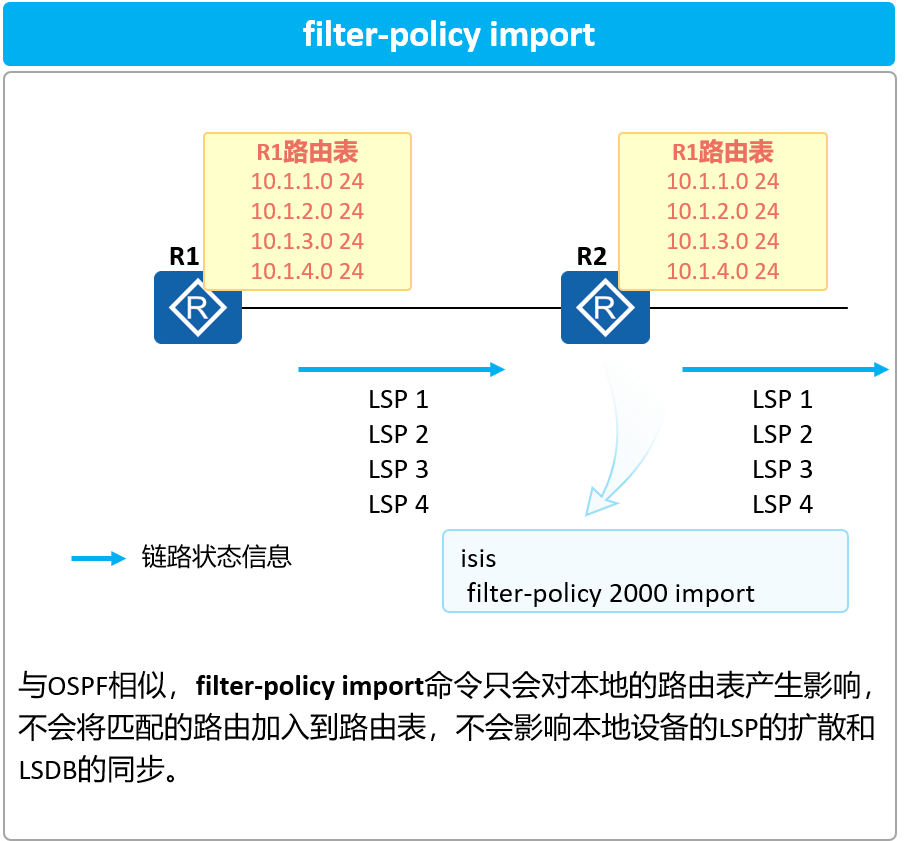 filter-policy import
R1路由表
10.1.1.0 24
10.1.2.0 24
10.1.3.0 24
10.1.4.0 24
R1路由表
10.1.1.0 24
10.1.2.0 24
10.1.3.0 24
10.1.4.0 24
R1
R2
R
R
LSP 1
LSP 2
LSP 3
LSP 4
LSP 1
LSP 2
LSP 3
LSP 4
链路状态信息
isis
filter-policy 2000 import
与OSPF相似，filter-policy import命令只会对本地的路由表产生影响，
不会将匹配的路由加入到路由表，不会影响本地设备的LSP的扩散和
LSDB的同步。